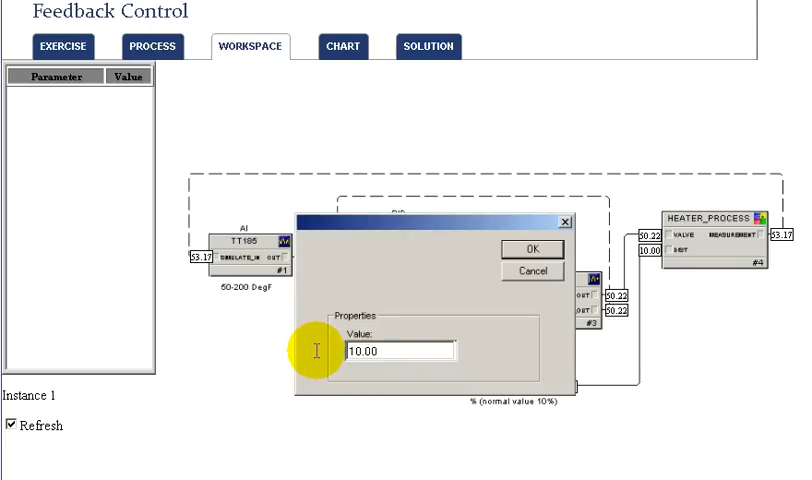 Feedback Control
EXERCISE PROCESS WORKSPACE CHART SOLUTION
Parameter Value
AI
TT185
53.17 SIMULATE_IN OUT
#1
50-200 DegF
OK
Cancel
Properties
Value:
10.00
OUT 50.22
_OUT 50.22
#3
HEATER_PROCESS
50.22 VALVE MEASUREMENT 53.17
10.00 DIST
#4
% (normal value 10%)
Instance 1
Refresh